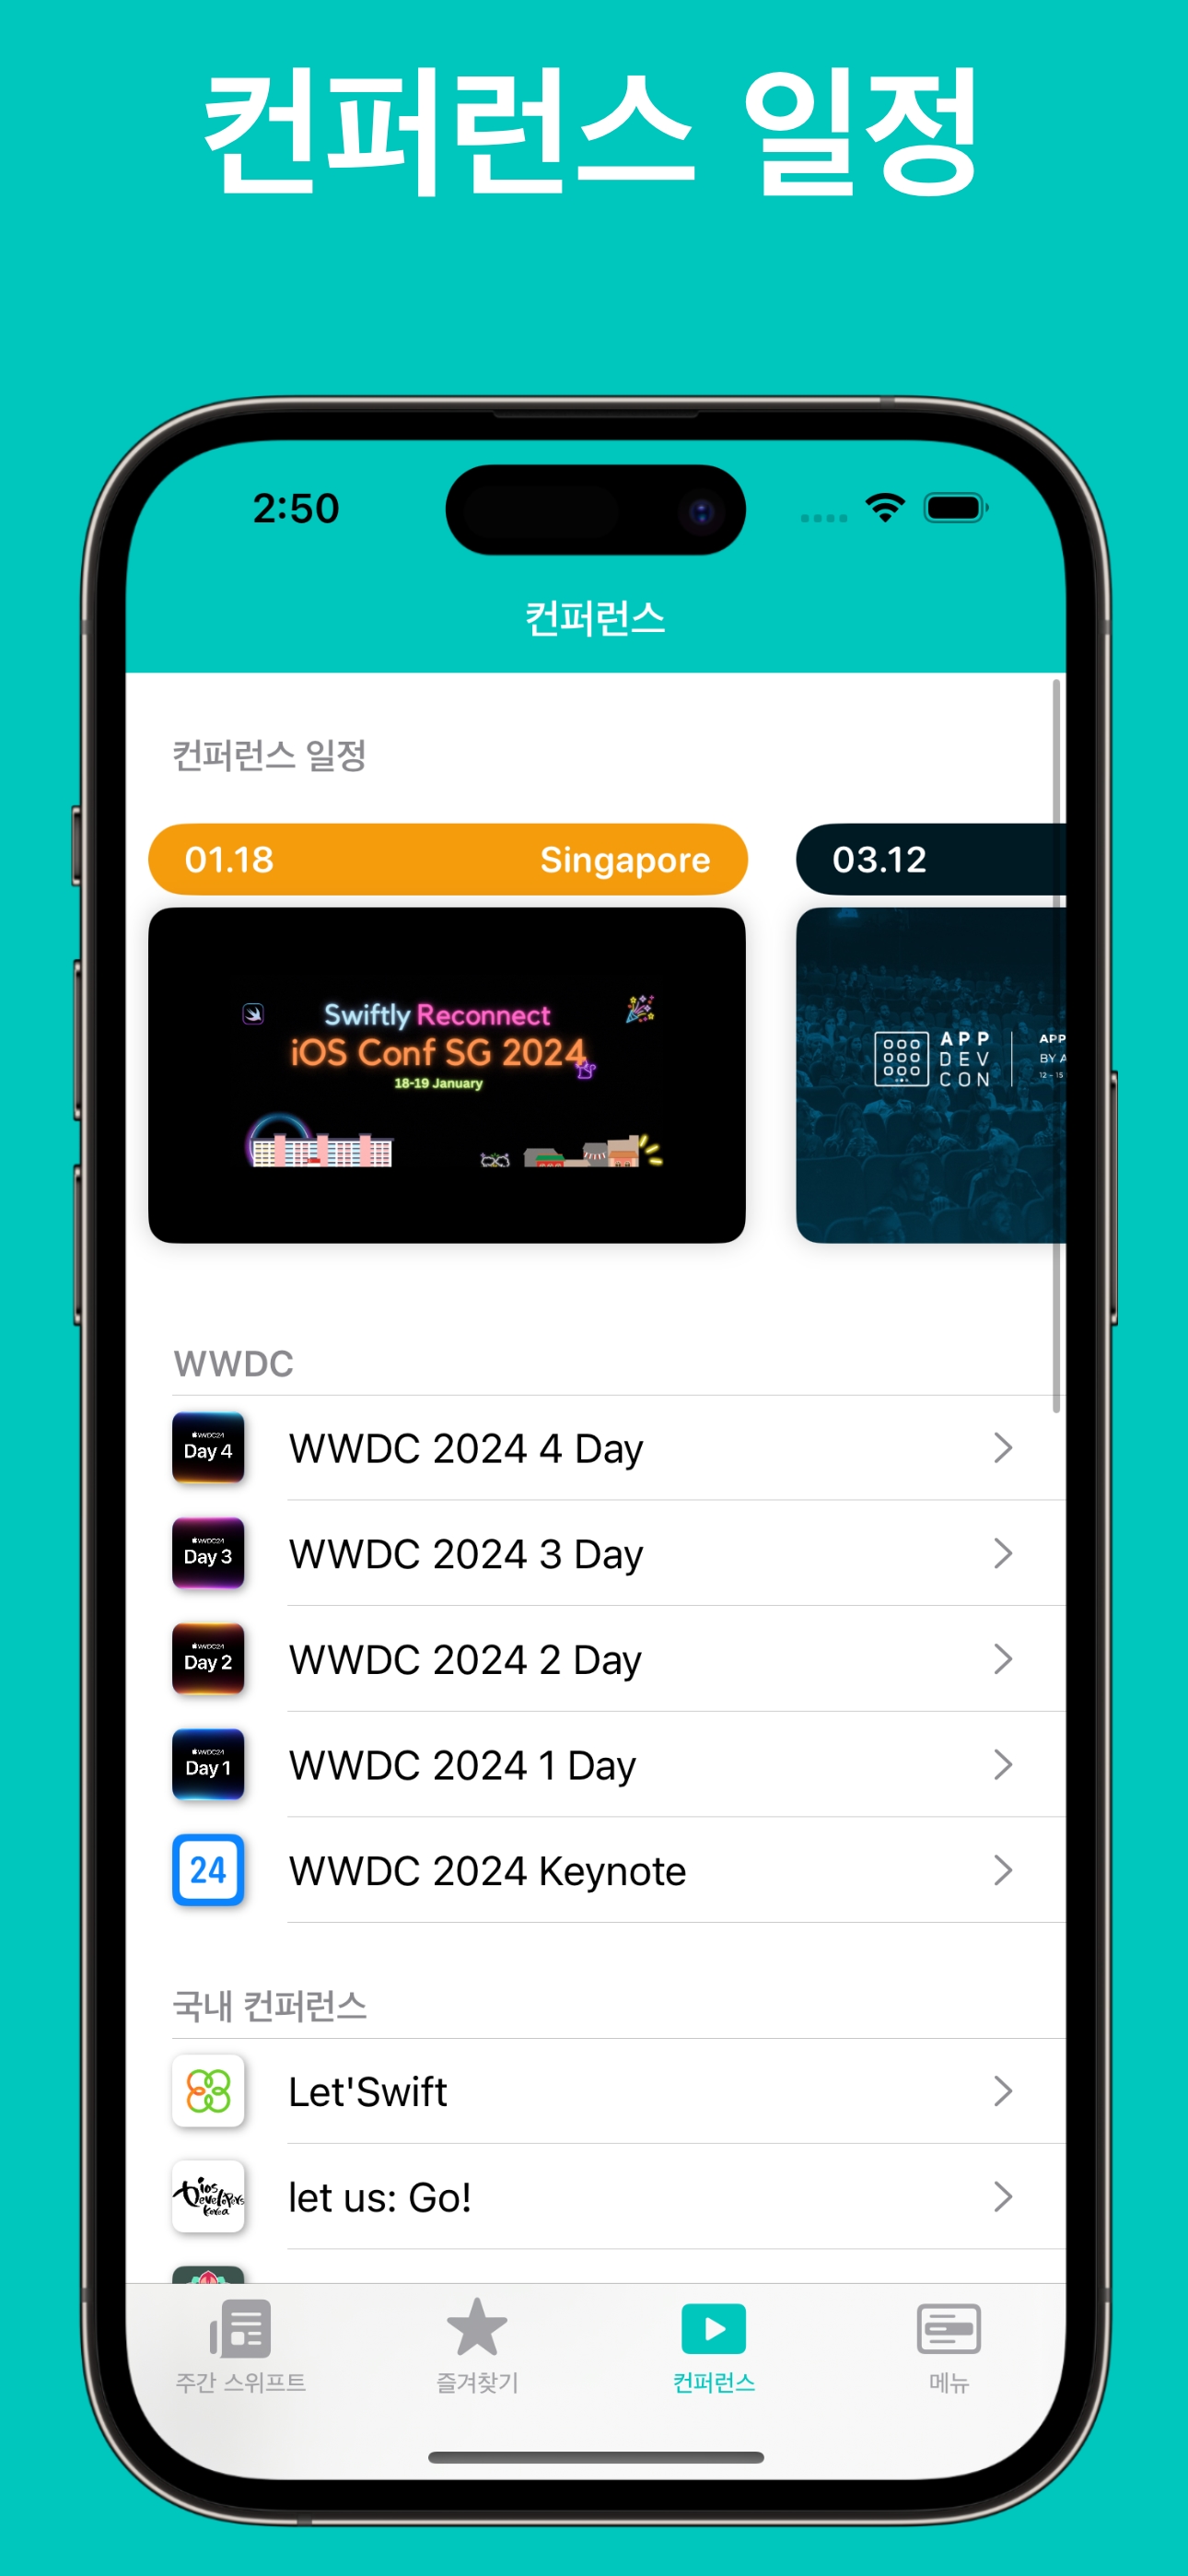 컨퍼런스 일정
2:50
컨퍼런스
컨퍼런스 일정
01.18 Singapore
03.12
Swiftly Reconnect
iOS Conf SG 2024
18-19 January
APP
DEV
CON
APP
BY A
12 - 15
WWDC
WWDC24
Day 4
WWDC 2024 4 Day
WWDC24
Day 3
WWDC 2024 3 Day
WWDC24
Day 2
WWDC 2024 2 Day
WWDC24
Day 1
WWDC 2024 1 Day
24
WWDC 2024 Keynote
국내 컨퍼런스
Let'Swift
ios
Developers
Korea
let us: Go!
주간 스위프트
즐겨찾기
컨퍼런스
메뉴